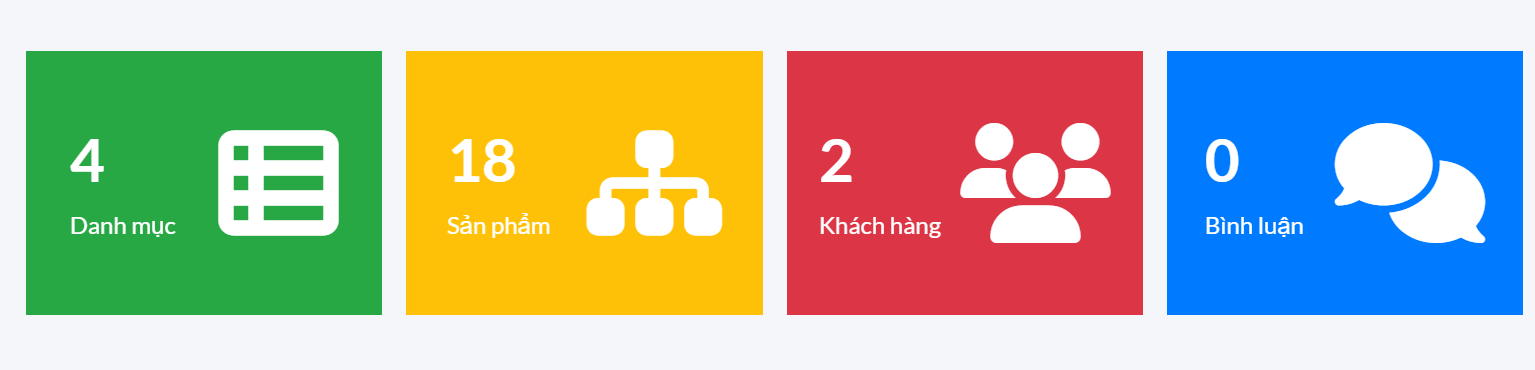 4
Danh mục
18
Sản phẩm
2
Khách hàng
0
Bình luận